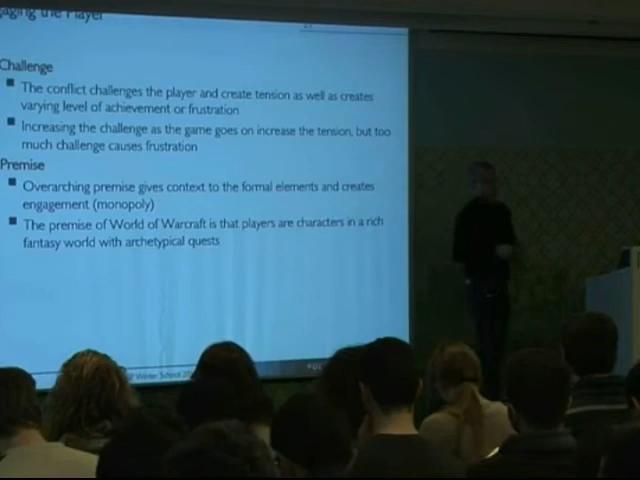 the Player
Challenge
The conflict challenges the player and create tension as well as creates
varying level of achievement or frustration
Increasing the challenge as the game goes on increase the tension, but too
much challenge causes frustration
Premise
Overarching premise gives context to the formal elements and creates
engagement (monopoly)
The premise of World of Warcraft is that players are characters in a rich
fantasy world with archetypical quests
Winter School